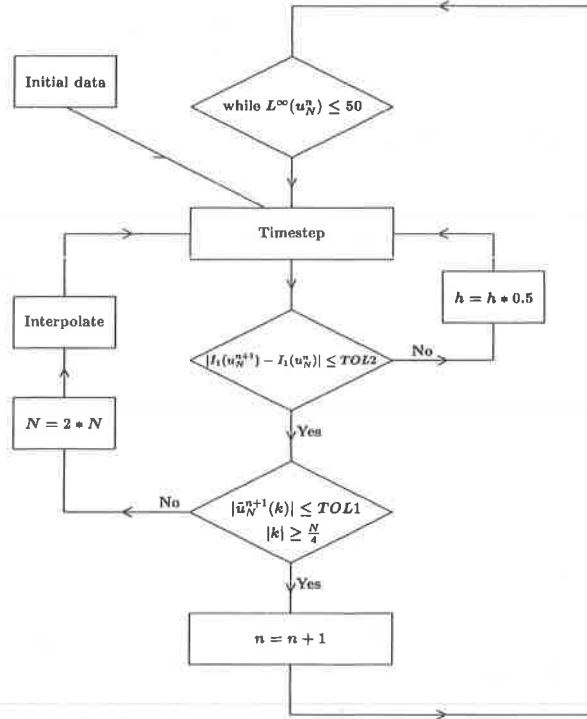 Initial data
while L^∞(u_N^n) ≤ 50
Timestep
h = h * 0.5
Interpolate
|I_1(u_N^{n+1}) − I_1(u_N^n)| ≤ TOL2
No
N = 2 * N
Yes
No
|û_N^{n+1}(k)| ≤ TOL1
|k| ≥ N/4
Yes
n = n + 1